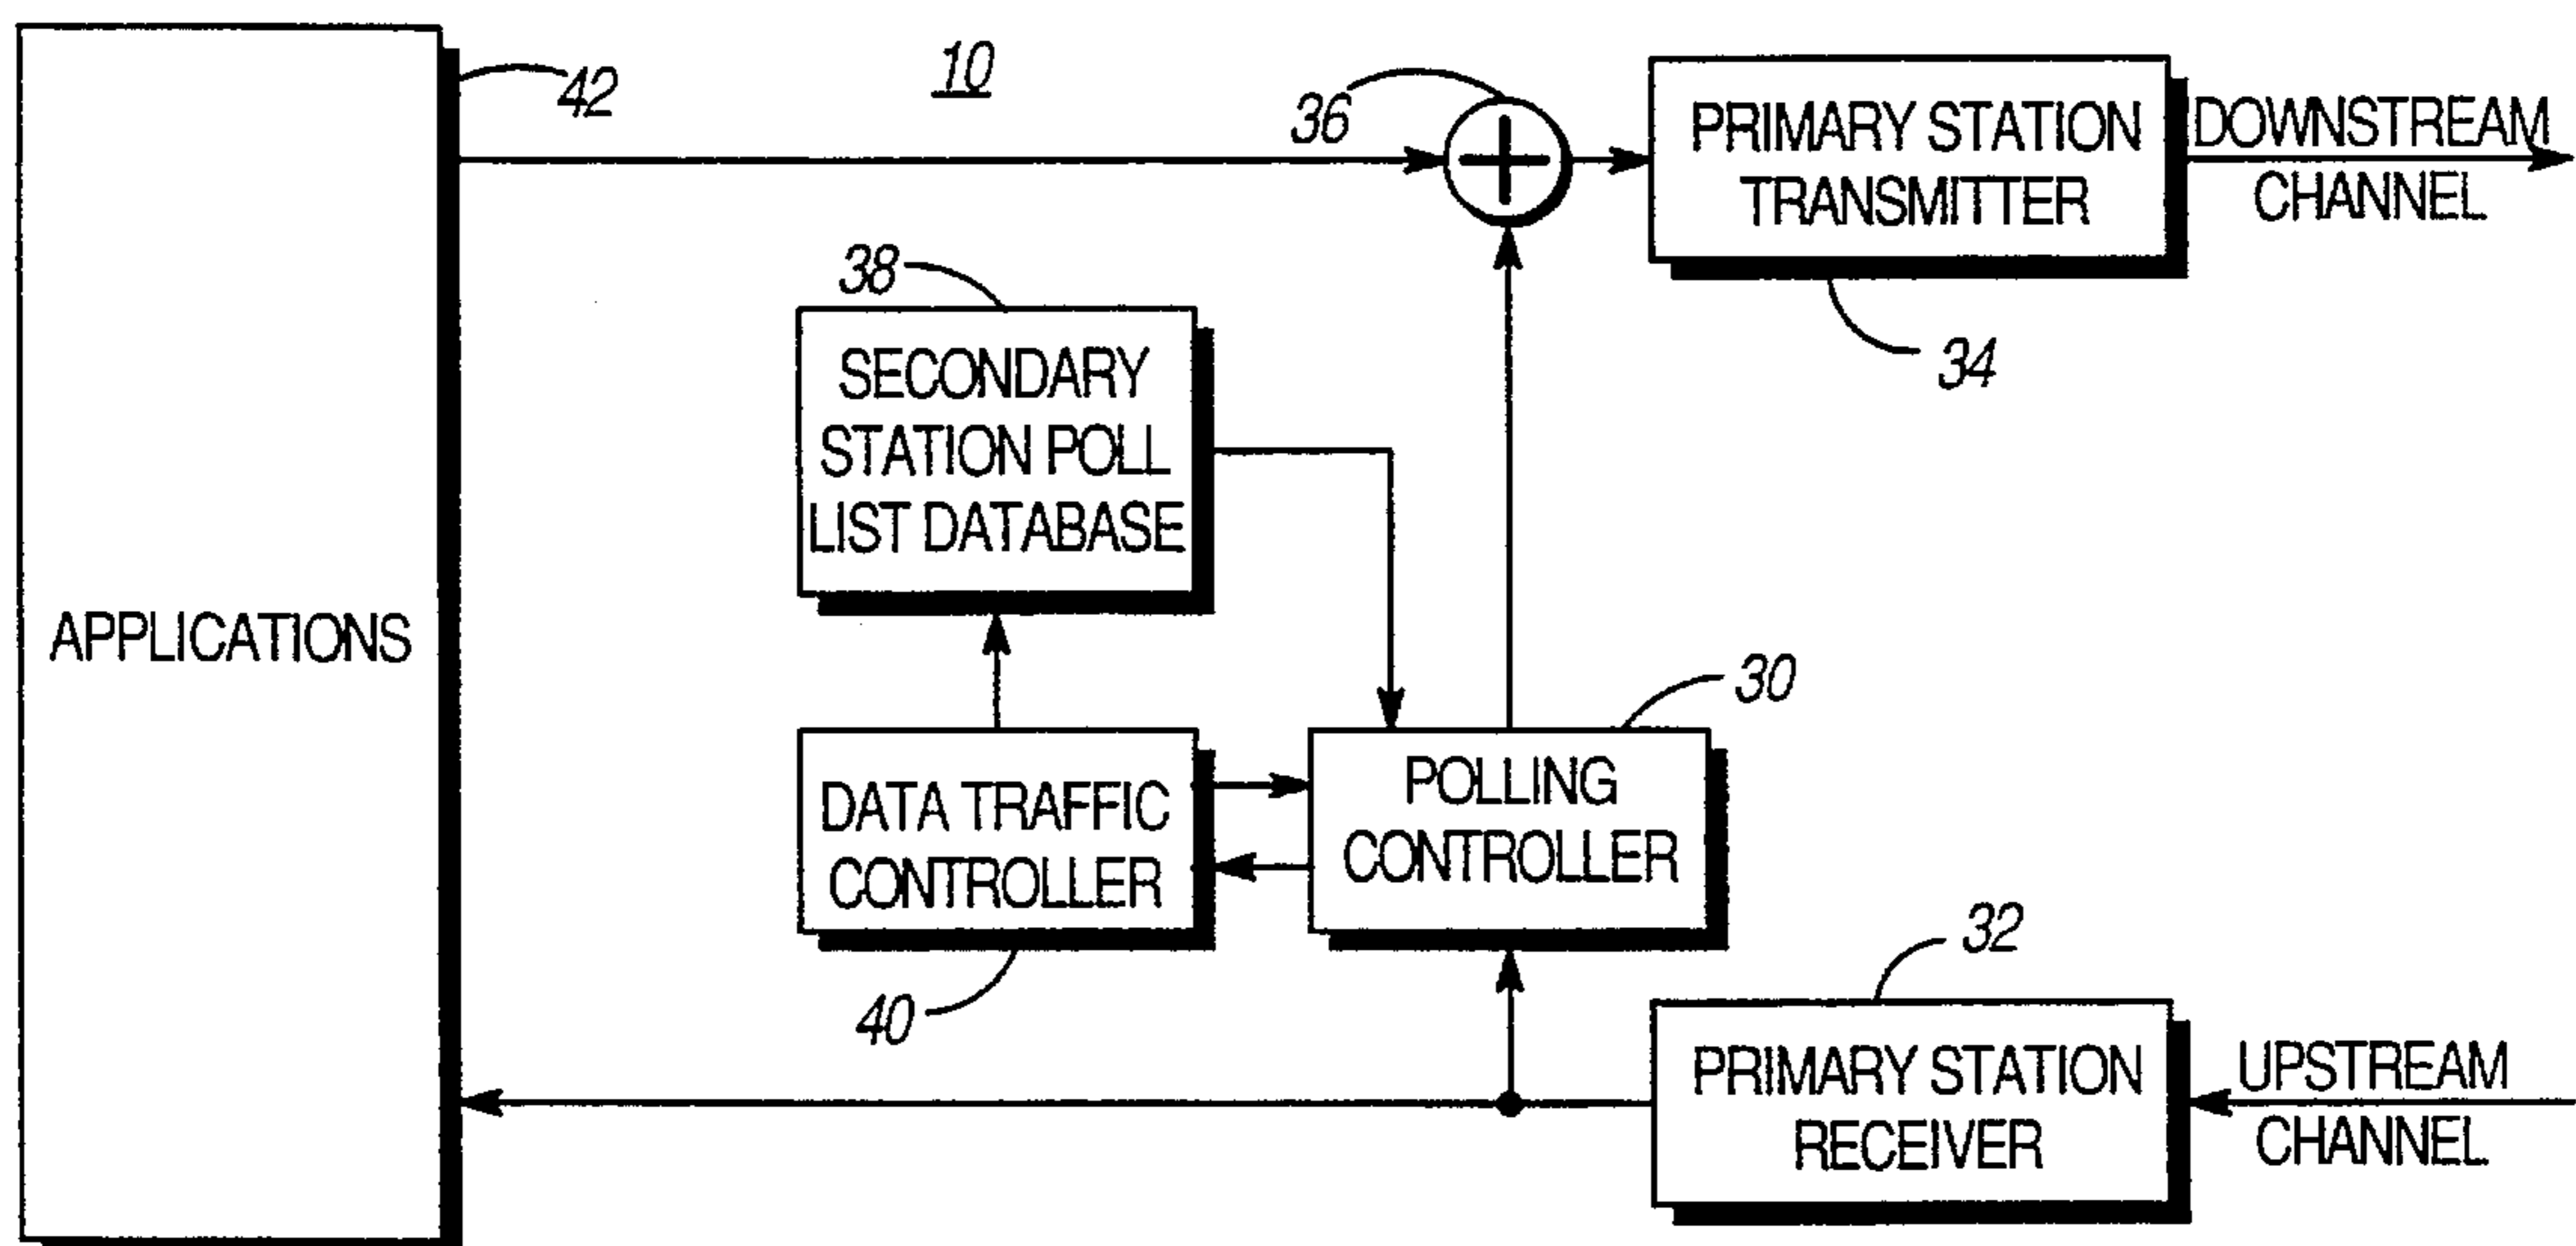 42
10
36
PRIMARY STATION
TRANSMITTER
DOWNSTREAM
CHANNEL
34
38
SECONDARY
STATION POLL
LIST DATABASE
APPLICATIONS
30
DATA TRAFFIC
CONTROLLER
POLLING
CONTROLLER
40
32
PRIMARY STATION
RECEIVER
UPSTREAM
CHANNEL